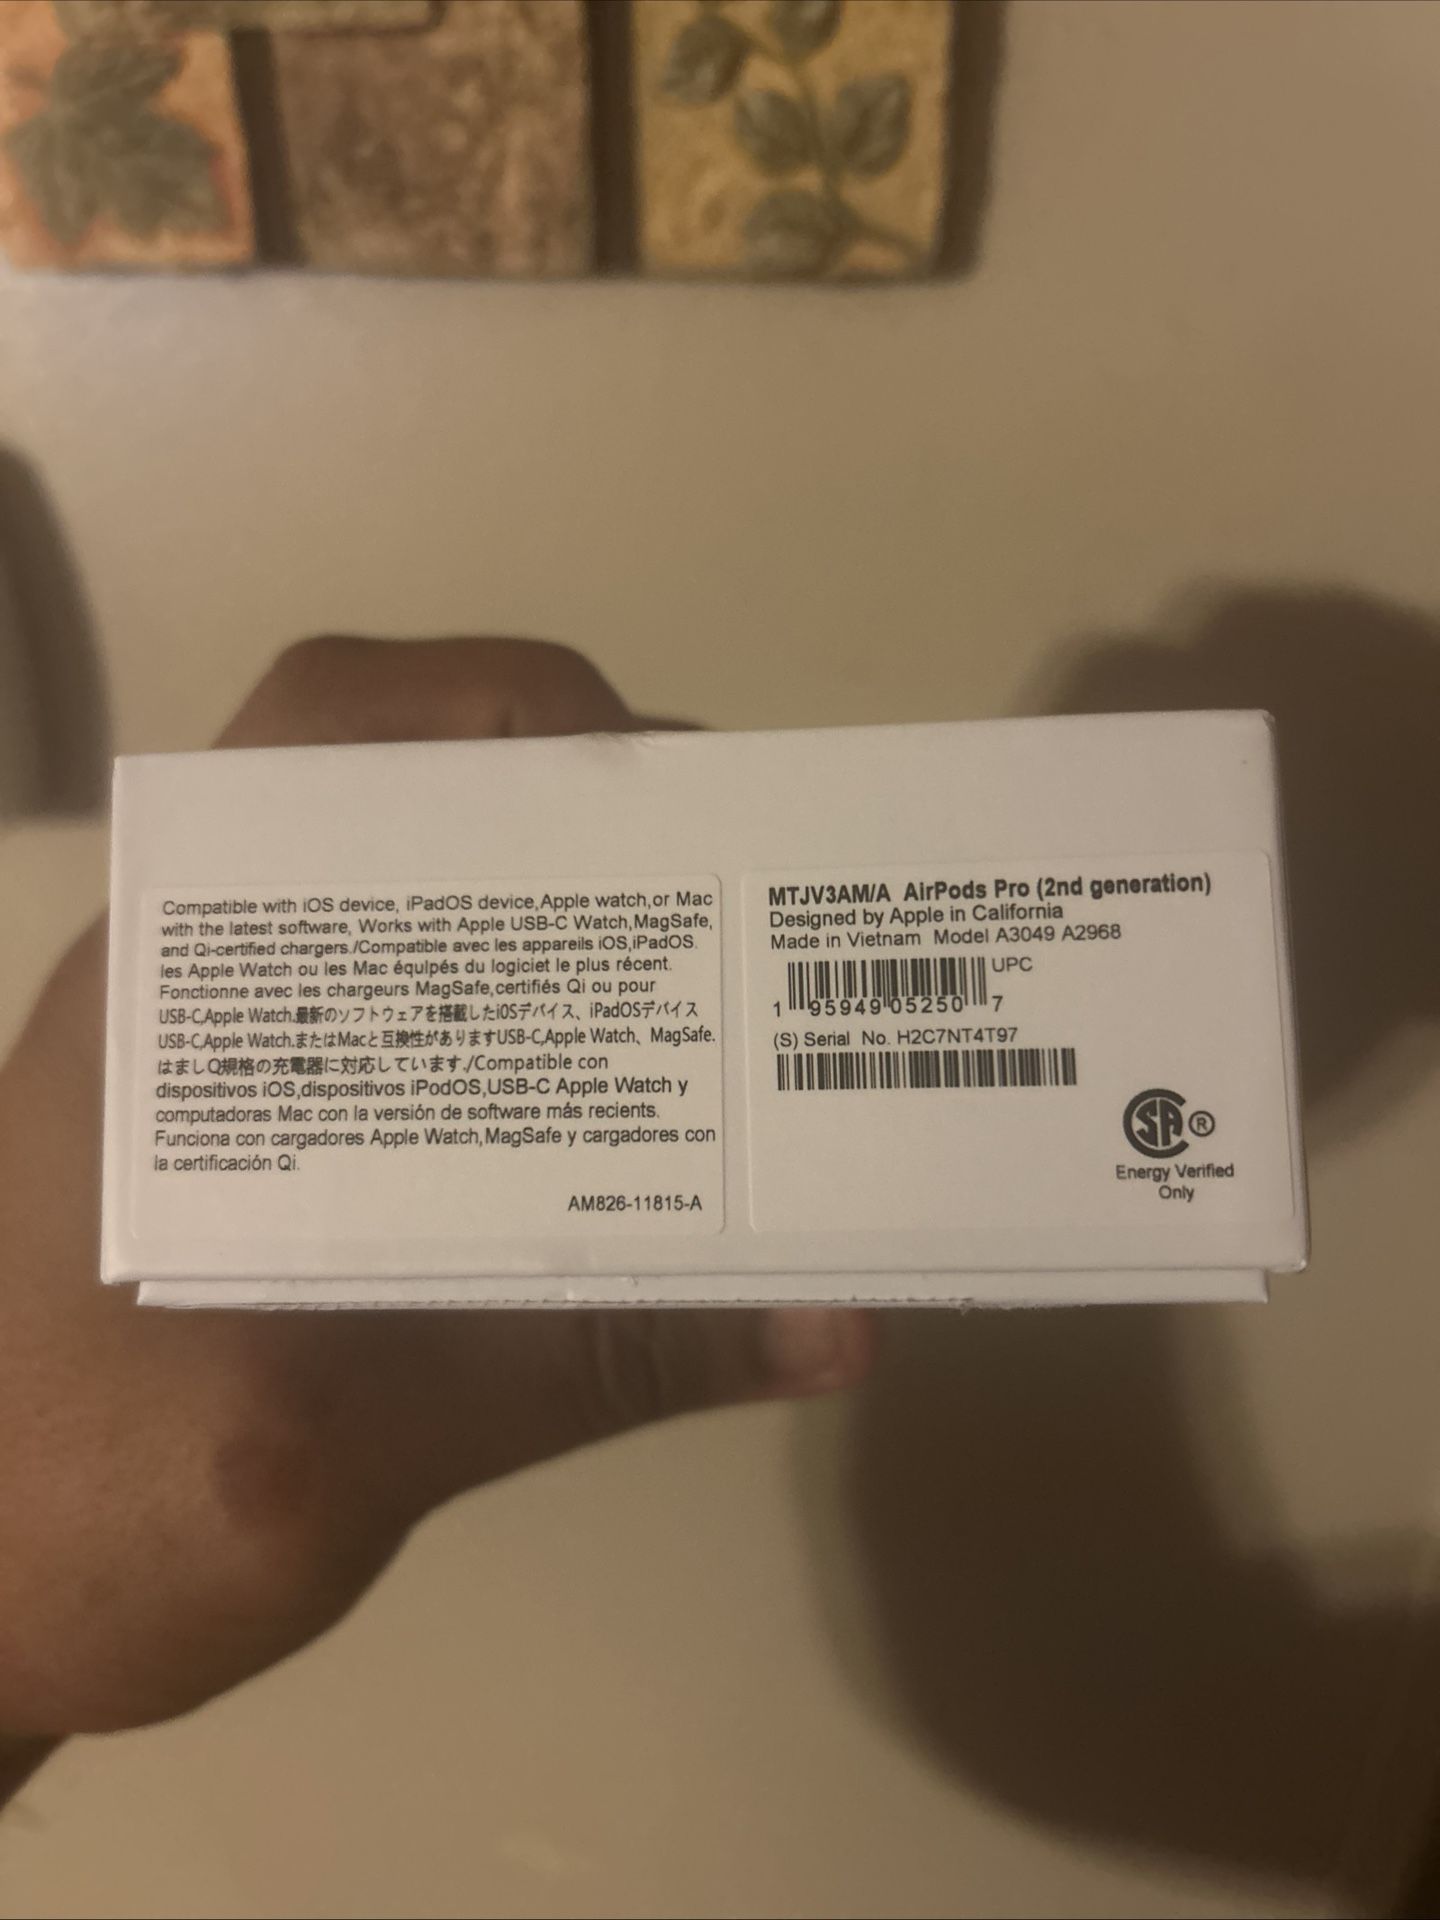 Compatible with iOS device, iPadOS device,Apple watch,or Mac
with the latest software, Works with Apple USB-C Watch,MagSafe,
and Qi-certified chargers./Compatible avec les appareils iOS,iPadOS.
les Apple Watch ou les Mac équipés du logiciet le plus récent.
Fonctionne avec les chargeurs MagSafe,certifiés Qi ou pour
USB-C,Apple Watch.最新のソフトウェアを搭載したiOSデバイス、iPadOSデバイス
USB-C,Apple Watch.またはMacと互換性がありますUSB-C,Apple Watch、MagSafe.
はましQ規格の充電器に対応しています./Compatible con
dispositivos iOS,dispositivos iPodOS,USB-C Apple Watch y
computadoras Mac con la versión de software más recients.
Funciona con cargadores Apple Watch,MagSafe y cargadores con
la certificación Qi.
AM826-11815-A
MTJV3AM/A AirPods Pro (2nd generation)
Designed by Apple in California
Made in Vietnam Model A3049 A2968
UPC
1 95949 05250 7
(S) Serial No. H2C7NT4T97
SA ®
Energy Verified
Only